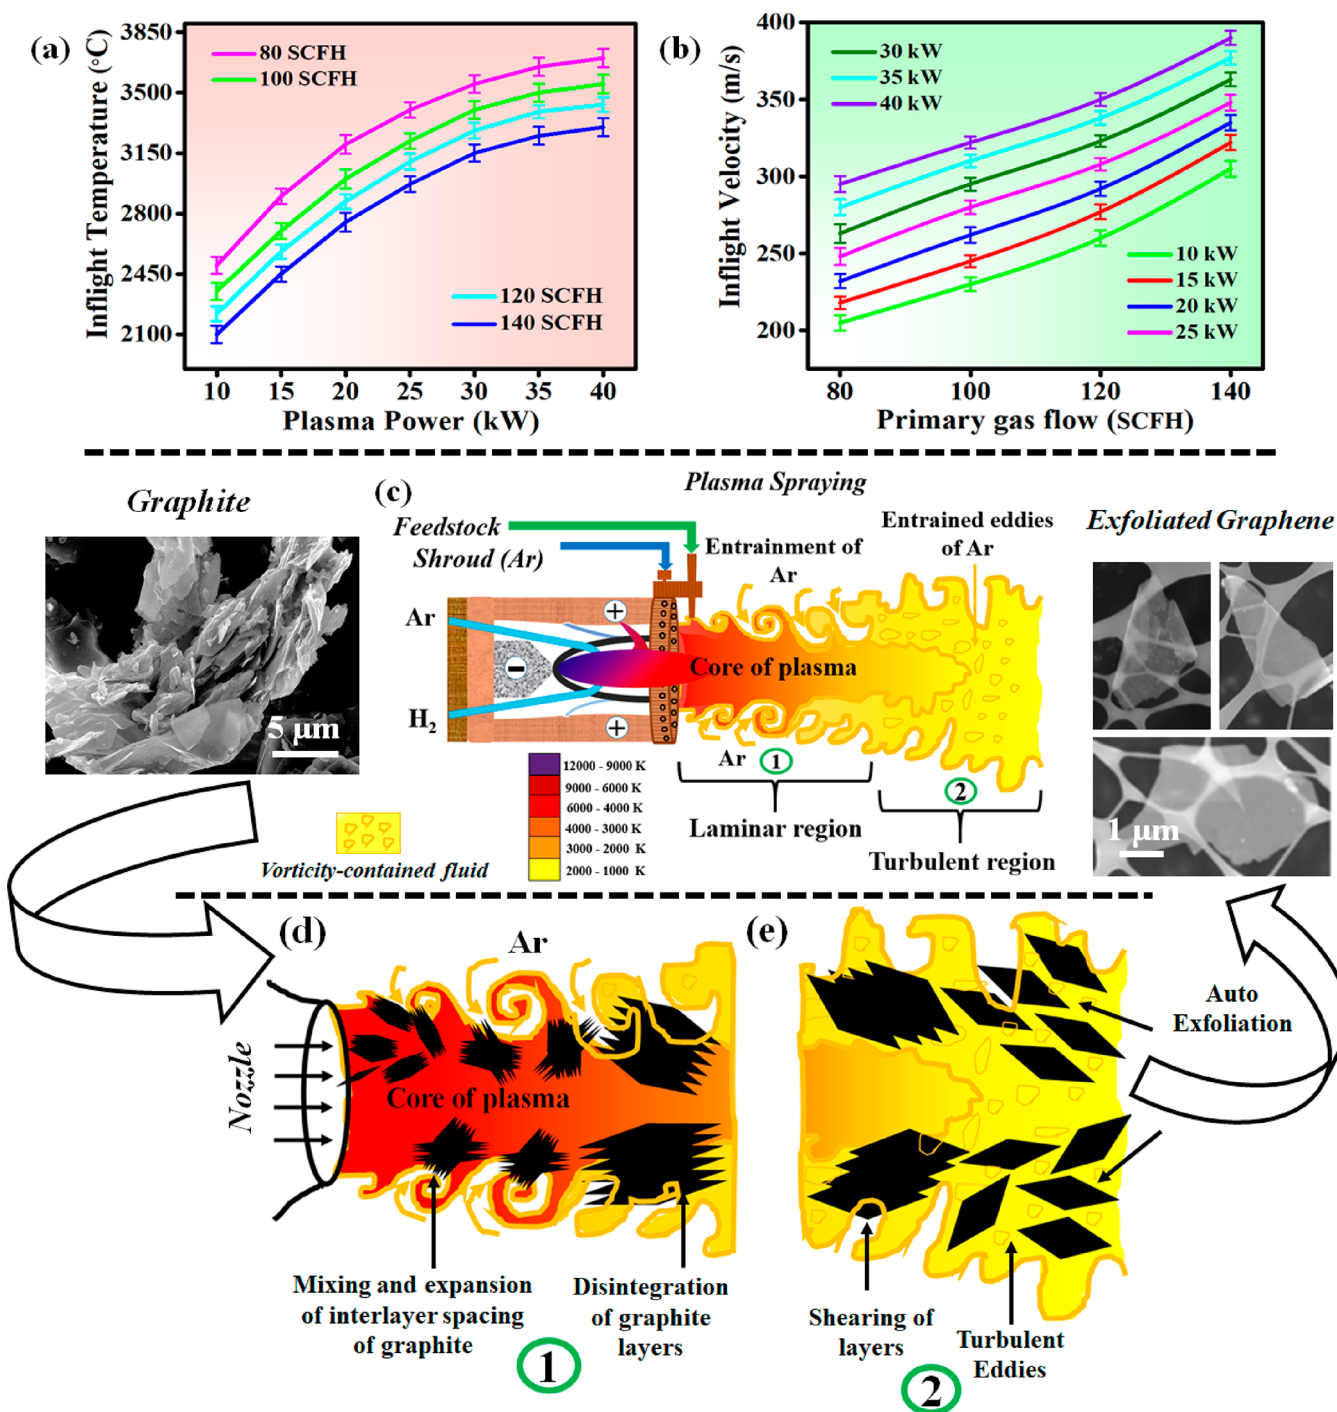 (a)
Inflight Temperature (°C)
3850
3500
3150
2800
2450
2100
80 SCFH
100 SCFH
120 SCFH
140 SCFH
10 15 20 25 30 35 40
Plasma Power (kW)
(b)
Inflight Velocity (m/s)
400
350
300
250
200
30 kW
35 kW
40 kW
10 kW
15 kW
20 kW
25 kW
80 100 120 140
Primary gas flow (SCFH)
Graphite
5 μm
(c)
Plasma Spraying
Feedstock
Shroud (Ar)
Entrainment of
Ar
Entrained eddies
of Ar
Ar
H2
+
−
+
Core of plasma
12000 - 9000 K
9000 - 6000 K
6000 - 4000 K
4000 - 3000 K
3000 - 2000 K
2000 - 1000 K
Ar
1
2
Laminar region
Turbulent region
Exfoliated Graphene
1 μm
Vorticity-contained fluid
(d)
Ar
Nozzle
Core of plasma
Mixing and expansion
of interlayer spacing
of graphite
Disintegration
of graphite
layers
1
(e)
Auto
Exfoliation
Shearing of
layers
Turbulent
Eddies
2